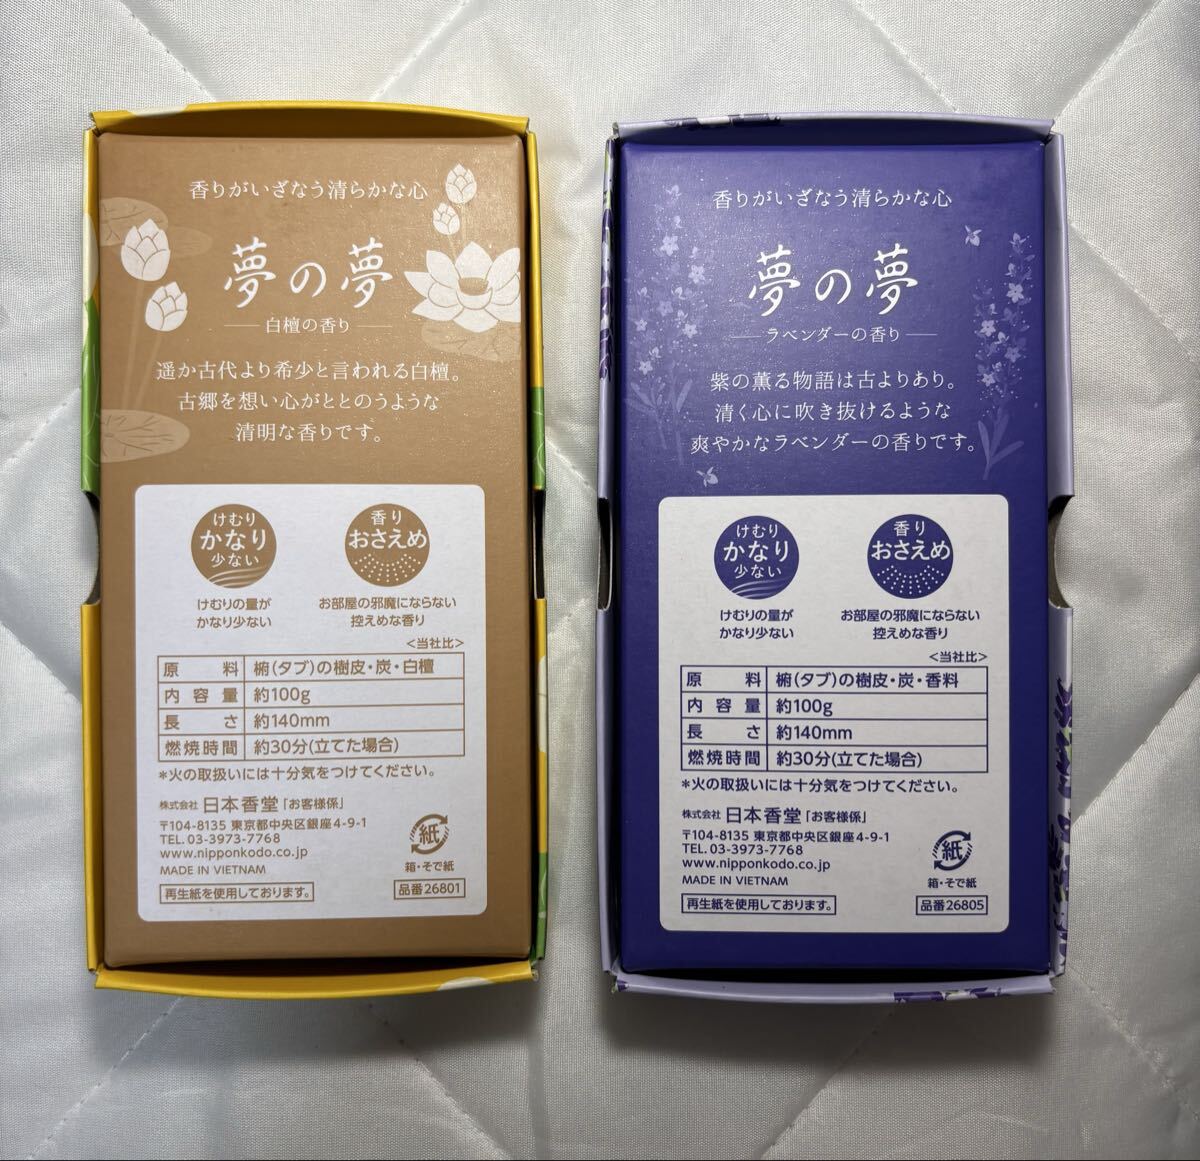 香りがいざなう清らかな心
夢の夢
白檀の香り
遥か古代より希少と言われる白檀。
古郷を想い心がととのうような
清明な香りです。
けむり
かなり
少ない
香り
おさえめ
けむりの量が
かなり少ない
お部屋の邪魔にならない
控えめな香り
<当社比>
原料 椨(タブ)の樹皮・炭・白檀
内容量 約100g
長さ 約140mm
燃焼時間 約30分(立てた場合)
*火の取扱いには十分気をつけてください。
株式会社 日本香堂「お客様係」
〒104-8135 東京都中央区銀座4-9-1
TEL. 03-3973-7768
www.nipponkodo.co.jp
MADE IN VIETNAM
再生紙を使用しております。
紙
箱・そで紙
品番26801
香りがいざなう清らかな心
夢の夢
ラベンダーの香り
紫の薫る物語は古よりあり。
清く心に吹き抜けるような
爽やかなラベンダーの香りです。
けむり
かなり
少ない
香り
おさえめ
けむりの量が
かなり少ない
お部屋の邪魔にならない
控えめな香り
<当社比>
原料 椨(タブ)の樹皮・炭・香料
内容量 約100g
長さ 約140mm
燃焼時間 約30分(立てた場合)
*火の取扱いには十分気をつけてください。
株式会社 日本香堂「お客様係」
〒104-8135 東京都中央区銀座4-9-1
TEL. 03-3973-7768
www.nipponkodo.co.jp
MADE IN VIETNAM
再生紙を使用しております。
紙
箱・そで紙
品番26805